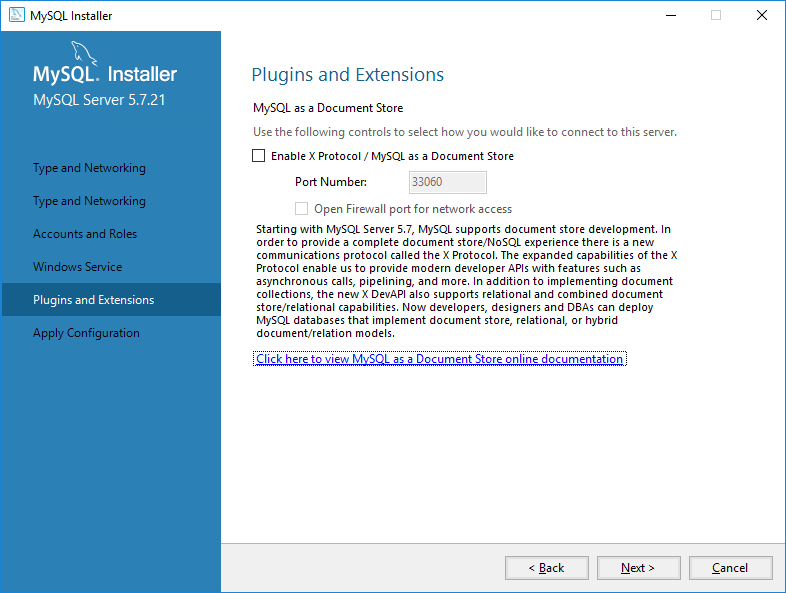 MySQL Installer
MySQL. Installer
MySQL Server 5.7.21
Type and Networking
Type and Networking
Accounts and Roles
Windows Service
Plugins and Extensions
Apply Configuration
Plugins and Extensions
MySQL as a Document Store
Use the following controls to select how you would like to connect to this server.
Enable X Protocol / MySQL as a Document Store
Port Number: 33060
Open Firewall port for network access
Starting with MySQL Server 5.7, MySQL supports document store development. In
order to provide a complete document store/NoSQL experience there is a new
communications protocol called the X Protocol. The expanded capabilities of the X
Protocol enable us to provide modern developer APIs with features such as
asynchronous calls, pipelining, and more. In addition to implementing document
collections, the new X DevAPI also supports relational and combined document
store/relational capabilities. Now developers, designers and DBAs can deploy
MySQL databases that implement document store, relational, or hybrid
document/relation models.
Click here to view MySQL as a Document Store online documentation
< Back Next > Cancel